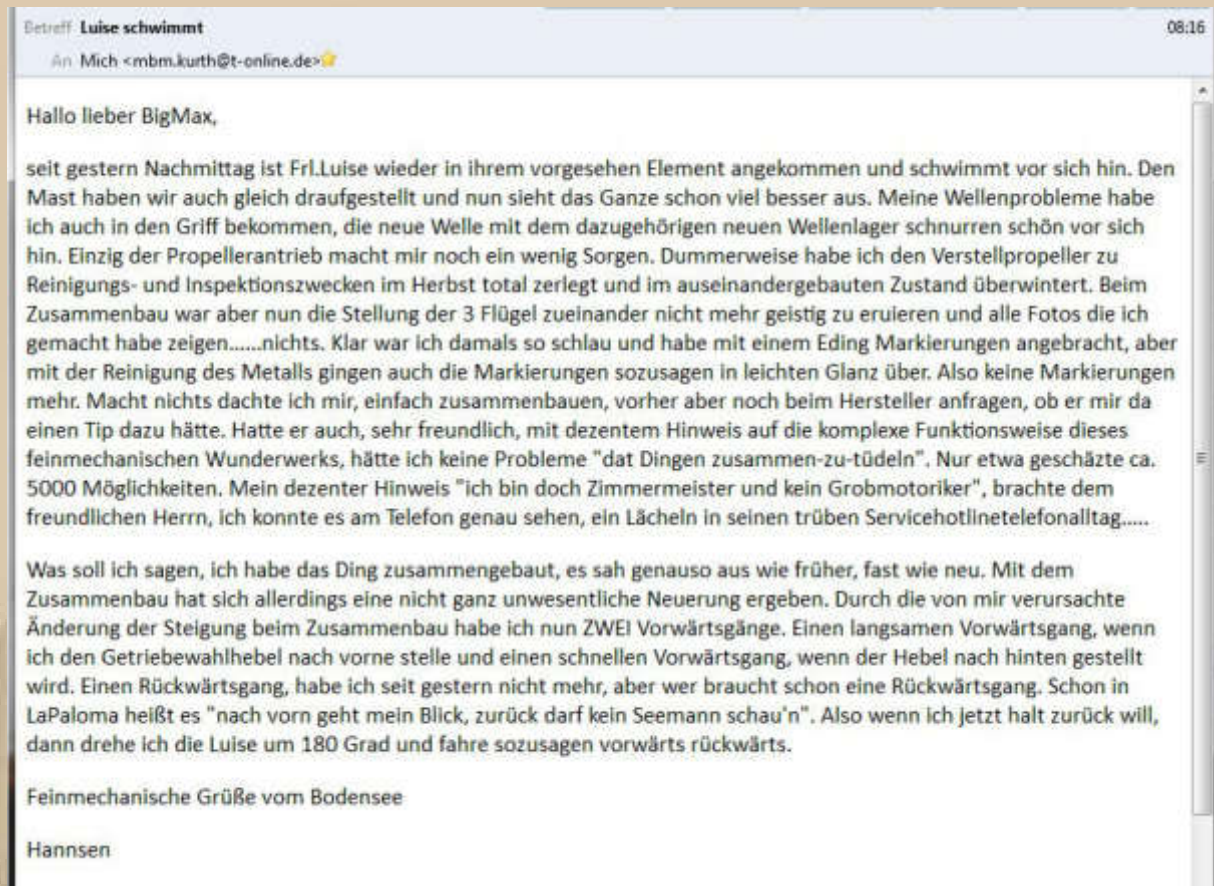 Betreff Luise schwimmt 08:16
An Mich <mbm.kurth@t-online.de>
Hallo lieber BigMax,
seit gestern Nachmittag ist Frl.Luise wieder in ihrem vorgesehen Element angekommen und schwimmt vor sich hin. Den
Mast haben wir auch gleich draufgestellt und nun sieht das Ganze schon viel besser aus. Meine Wellenprobleme habe
ich auch in den Griff bekommen, die neue Welle mit dem dazugehörigen neuen Wellenlager schnurren schön vor sich
hin. Einzig der Propellerantrieb macht mir noch ein wenig Sorgen. Dummerweise habe ich den Verstellpropeller zu
Reinigungs- und Inspektionszwecken im Herbst total zerlegt und im auseinandergebauten Zustand überwintert. Beim
Zusammenbau war aber nun die Stellung der 3 Flügel zueinander nicht mehr geistig zu eruieren und alle Fotos die ich
gemacht habe zeigen......nichts. Klar war ich damals so schlau und habe mit einem Eding Markierungen angebracht, aber
mit der Reinigung des Metalls gingen auch die Markierungen sozusagen in leichten Glanz über. Also keine Markierungen
mehr. Macht nichts dachte ich mir, einfach zusammenbauen, vorher aber noch beim Hersteller anfragen, ob er mir da
einen Tip dazu hätte. Hatte er auch, sehr freundlich, mit dezentem Hinweis auf die komplexe Funktionsweise dieses
feinmechanischen Wunderwerks, hätte ich keine Probleme "dat Dingen zusammen-zu-tüdeln". Nur etwa geschäzte ca.
5000 Möglichkeiten. Mein dezenter Hinweis "ich bin doch Zimmermeister und kein Grobmotoriker", brachte dem
freundlichen Herrn, ich konnte es am Telefon genau sehen, ein Lächeln in seinen trüben Servicehotlinetelefonalltag.....
Was soll ich sagen, ich habe das Ding zusammengebaut, es sah genauso aus wie früher, fast wie neu. Mit dem
Zusammenbau hat sich allerdings eine nicht ganz unwesentliche Neuerung ergeben. Durch die von mir verursachte
Änderung der Steigung beim Zusammenbau habe ich nun ZWEI Vorwärtsgänge. Einen langsamen Vorwärtsgang, wenn
ich den Getriebewahlhebel nach vorne stelle und einen schnellen Vorwärtsgang, wenn der Hebel nach hinten gestellt
wird. Einen Rückwärtsgang, habe ich seit gestern nicht mehr, aber wer braucht schon eine Rückwärtsgang. Schon in
LaPaloma heißt es "nach vorn geht mein Blick, zurück darf kein Seemann schau'n". Also wenn ich jetzt halt zurück will,
dann drehe ich die Luise um 180 Grad und fahre sozusagen vorwärts rückwärts.
Feinmechanische Grüße vom Bodensee
Hannsen